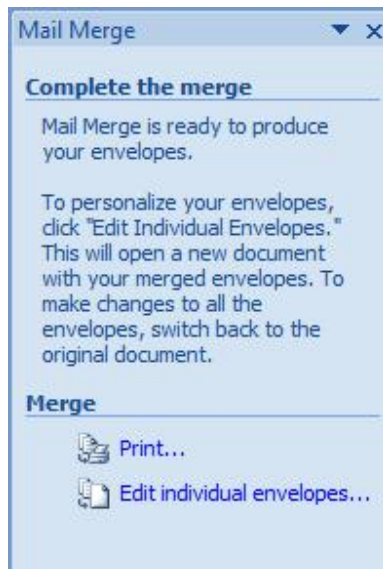 Mail Merge
Complete the merge
Mail Merge is ready to produce
your envelopes.
To personalize your envelopes,
click "Edit Individual Envelopes."
This will open a new document
with your merged envelopes. To
make changes to all the
envelopes, switch back to the
original document.
Merge
Print...
Edit individual envelopes...